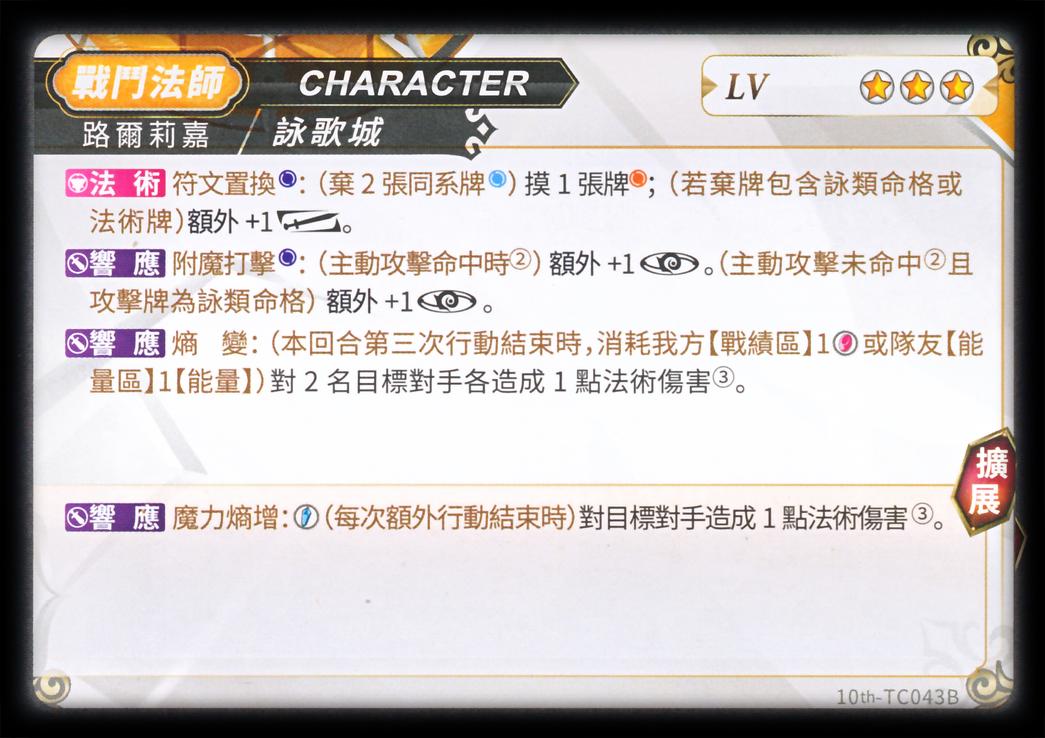 戰鬥法師 CHARACTER LV
路爾莉嘉 / 詠歌城
法術 符文置換：（棄 2 張同系牌）摸 1 張牌；（若棄牌包含詠類命格或
法術牌）額外 +1。
響應 附魔打擊：（主動攻擊命中時②）額外 +1。（主動攻擊未命中②且
攻擊牌為詠類命格）額外 +1。
響應 熵 變：（本回合第三次行動結束時，消耗我方【戰績區】1或隊友【能
量區】1【能量】）對 2 名目標對手各造成 1 點法術傷害③。
擴展
響應 魔力熵增：（每次額外行動結束時）對目標對手造成 1 點法術傷害③。
10th-TC043B